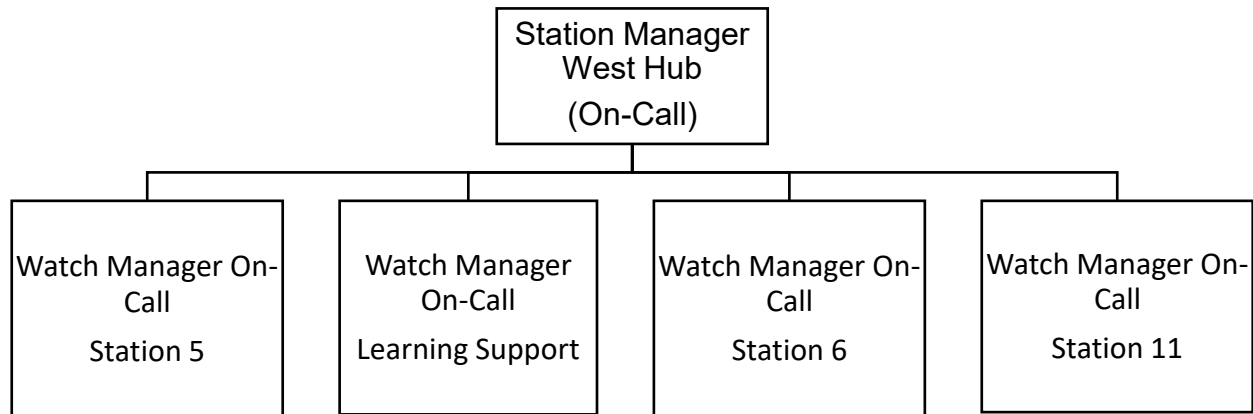 Station Manager
West Hub
(On-Call)
Watch Manager On-
Call
Station 5
Watch Manager
On-Call
Learning Support
Watch Manager On-
Call
Station 6
Watch Manager On-
Call
Station 11